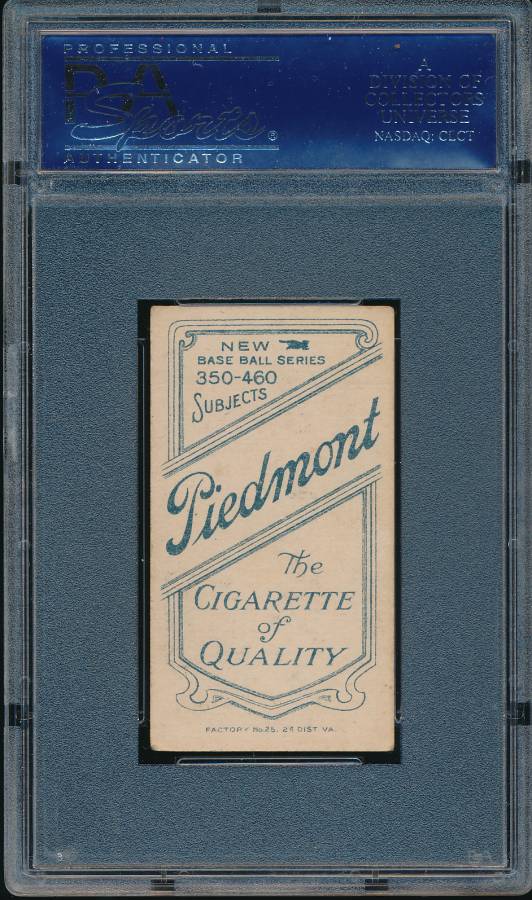 PROFESSIONAL
PSA
Sports®
AUTHENTICATOR
A
DIVISION OF
COLLECTORS
UNIVERSE
NASDAQ: CLCT
NEW
BASE BALL SERIES
350-460
SUBJECTS
Piedmont
The
CIGARETTE
of
QUALITY
FACTORY No. 25. 2d DIST VA.